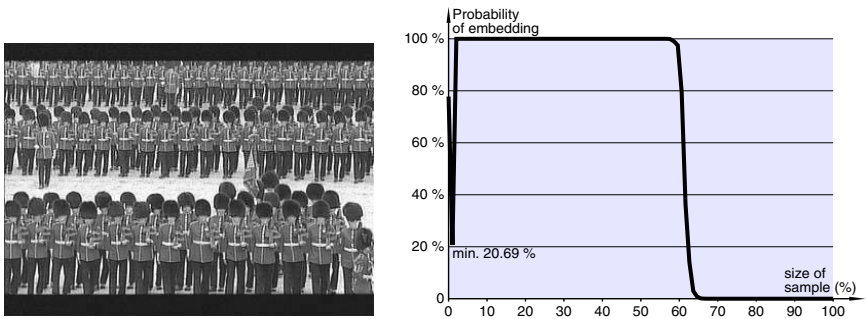 Probability
of embedding
100 %
80 %
60 %
40 %
20 %
0
min. 20.69 %
size of
sample (%)
0 10 20 30 40 50 60 70 80 90 100